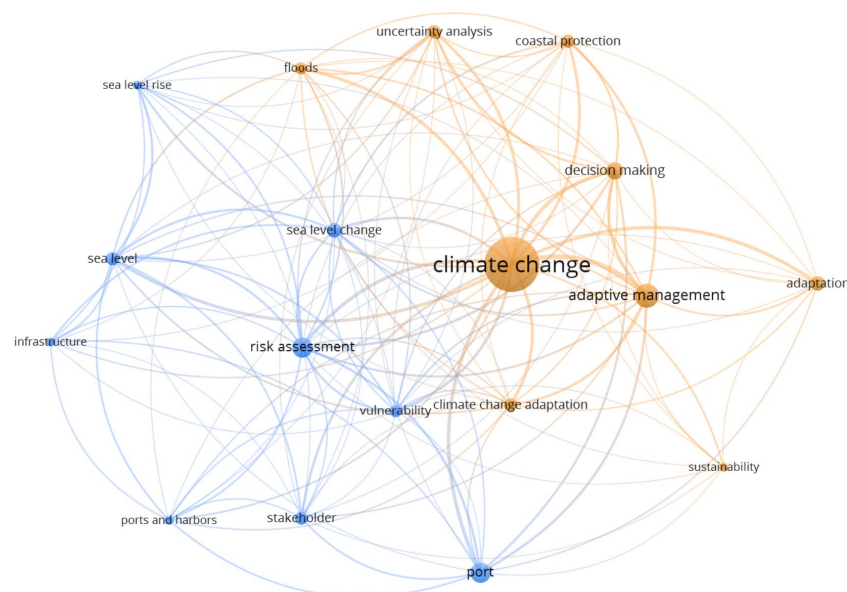 uncertainty analysis
coastal protection
floods
sea level rise
decision making
sea level change
sea level
climate change
adaptation
adaptive management
infrastructure
risk assessment
vulnerability
climate change adaptation
sustainability
ports and harbors
stakeholder
port